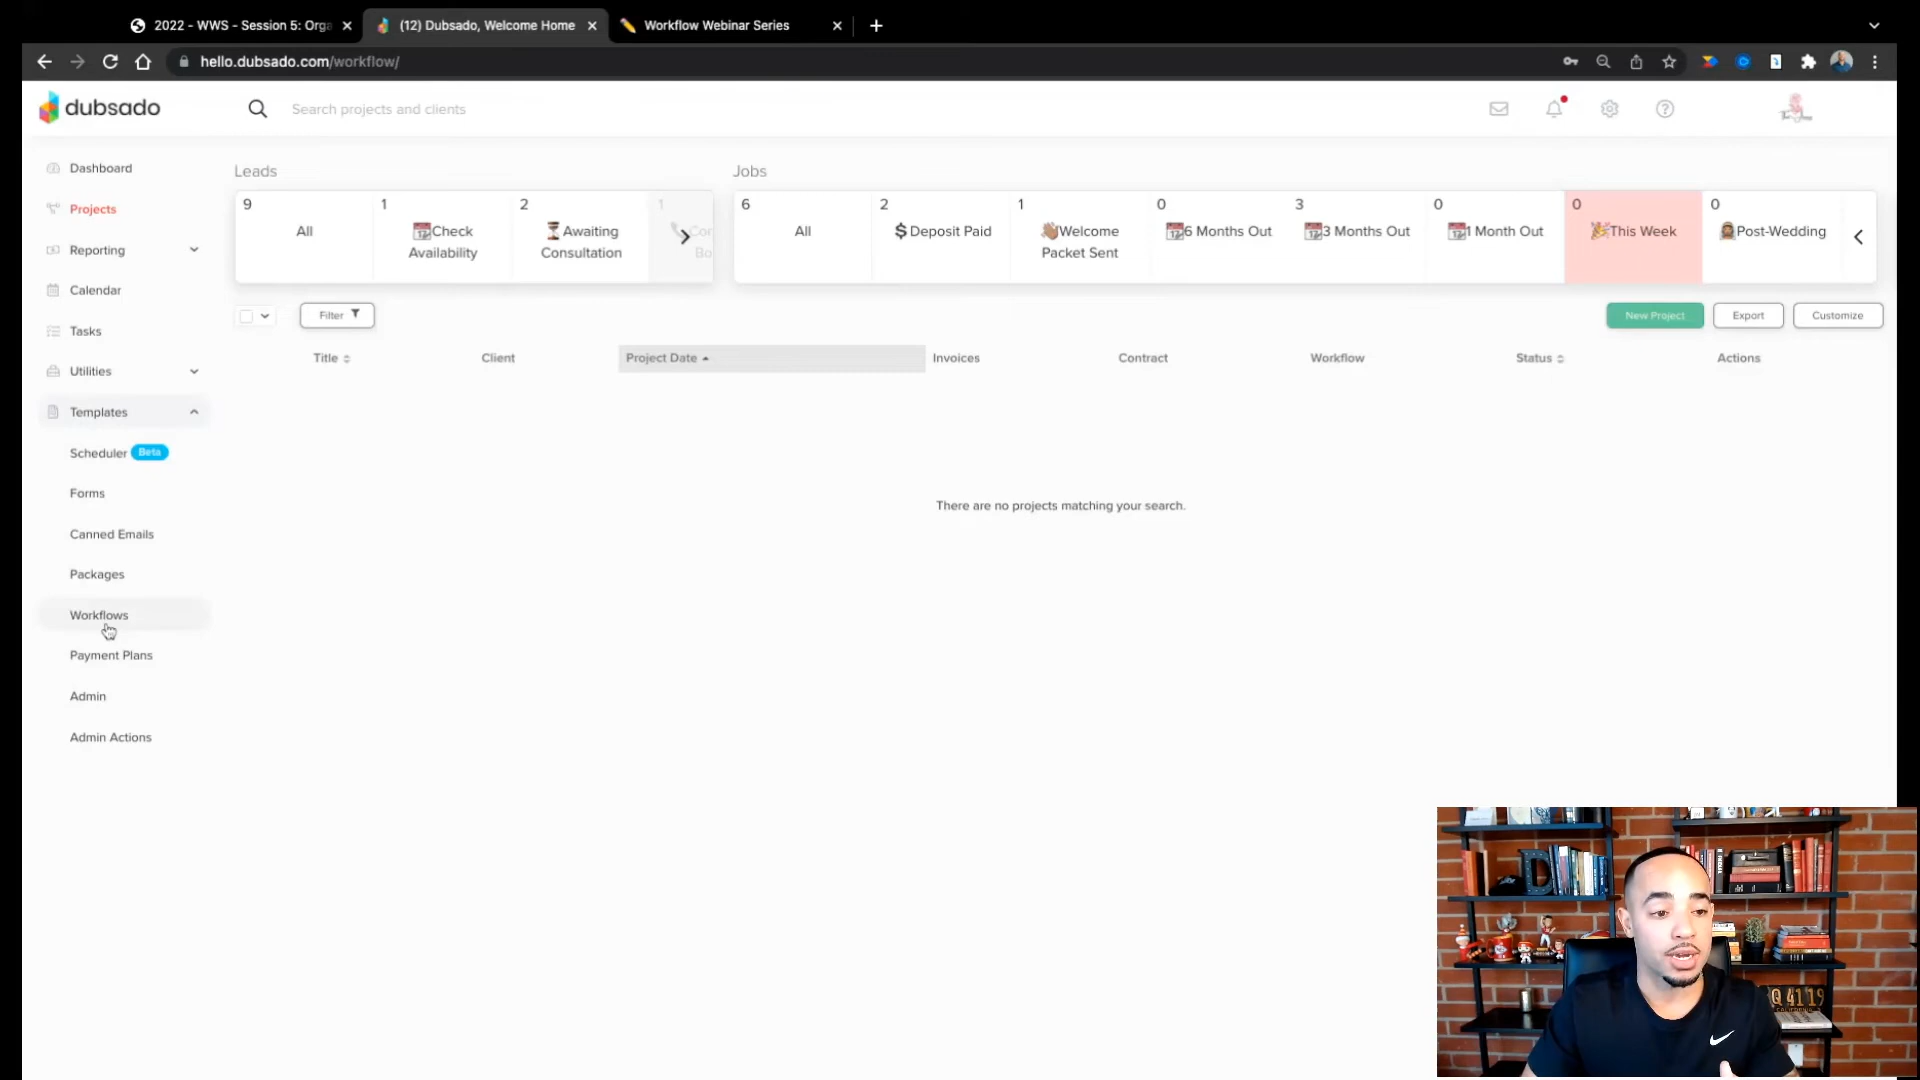 2022 - WWS - Session 5: Orga
(12) Dubsado, Welcome Home
Workflow Webinar Series
hello.dubsado.com/workflow/
dubsado
Search projects and clients
Dashboard
Projects
Reporting
Calendar
Tasks
Utilities
Templates
Scheduler Beta
Forms
Canned Emails
Packages
Workflows
Payment Plans
Admin
Admin Actions
Leads
9
All
1
Check
Availability
2
Awaiting
Consultation
1
Con
Bo
Jobs
6
All
2
Deposit Paid
1
Welcome
Packet Sent
0
6 Months Out
3
3 Months Out
0
1 Month Out
0
This Week
0
Post-Wedding
Filter
New Project
Export
Customize
Title
Client
Project Date
Invoices
Contract
Workflow
Status
Actions
There are no projects matching your search.
D
Q 4119